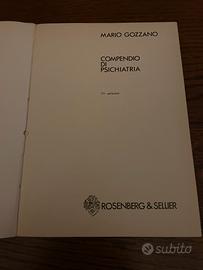 MARIO GOZZANO
COMPENDIO
DI
PSICHIATRIA
ROSENBERG & SELLIER
subito